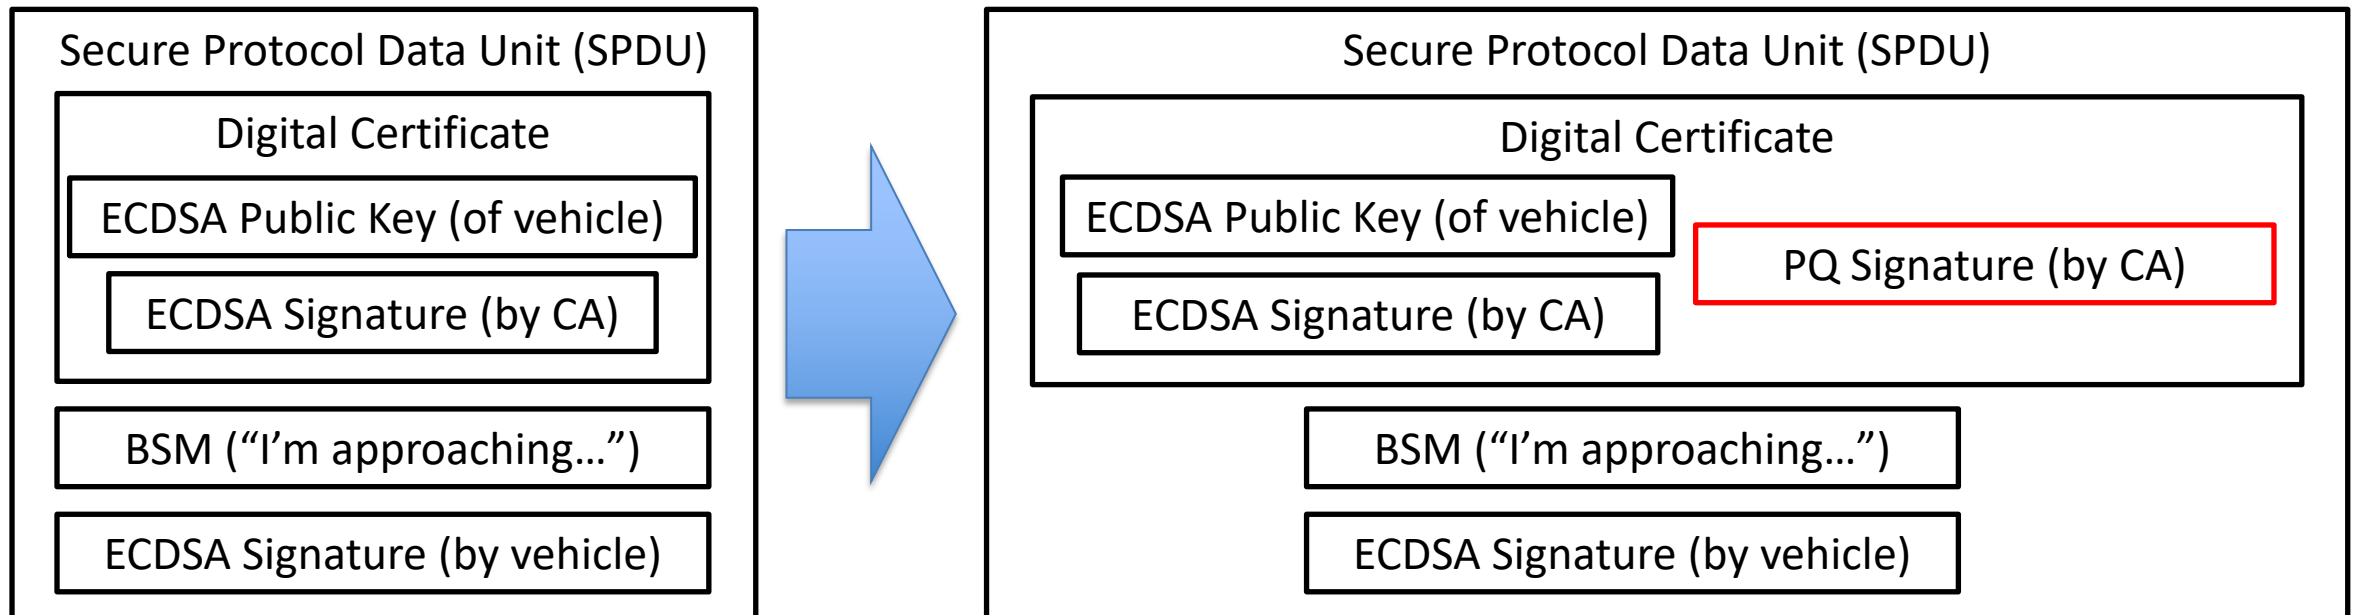 Secure Protocol Data Unit (SPDU)
Digital Certificate
ECDSA Public Key (of vehicle)
ECDSA Signature (by CA)
BSM (“I’m approaching…”)
ECDSA Signature (by vehicle)
Secure Protocol Data Unit (SPDU)
Digital Certificate
ECDSA Public Key (of vehicle)
ECDSA Signature (by CA)
PQ Signature (by CA)
BSM (“I’m approaching…”)
ECDSA Signature (by vehicle)